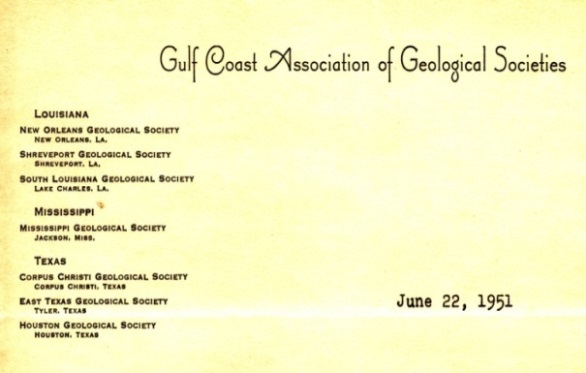 Gulf Coast Association of Geological Societies
LOUISIANA
NEW ORLEANS GEOLOGICAL SOCIETY
NEW ORLEANS, LA.
SHREVEPORT GEOLOGICAL SOCIETY
SHREVEPORT, LA.
SOUTH LOUISIANA GEOLOGICAL SOCIETY
LAKE CHARLES, LA.
MISSISSIPPI
MISSISSIPPI GEOLOGICAL SOCIETY
JACKSON, MISS.
TEXAS
CORPUS CHRISTI GEOLOGICAL SOCIETY
CORPUS CHRISTI, TEXAS
EAST TEXAS GEOLOGICAL SOCIETY
TYLER, TEXAS
HOUSTON GEOLOGICAL SOCIETY
HOUSTON, TEXAS
June 22, 1951